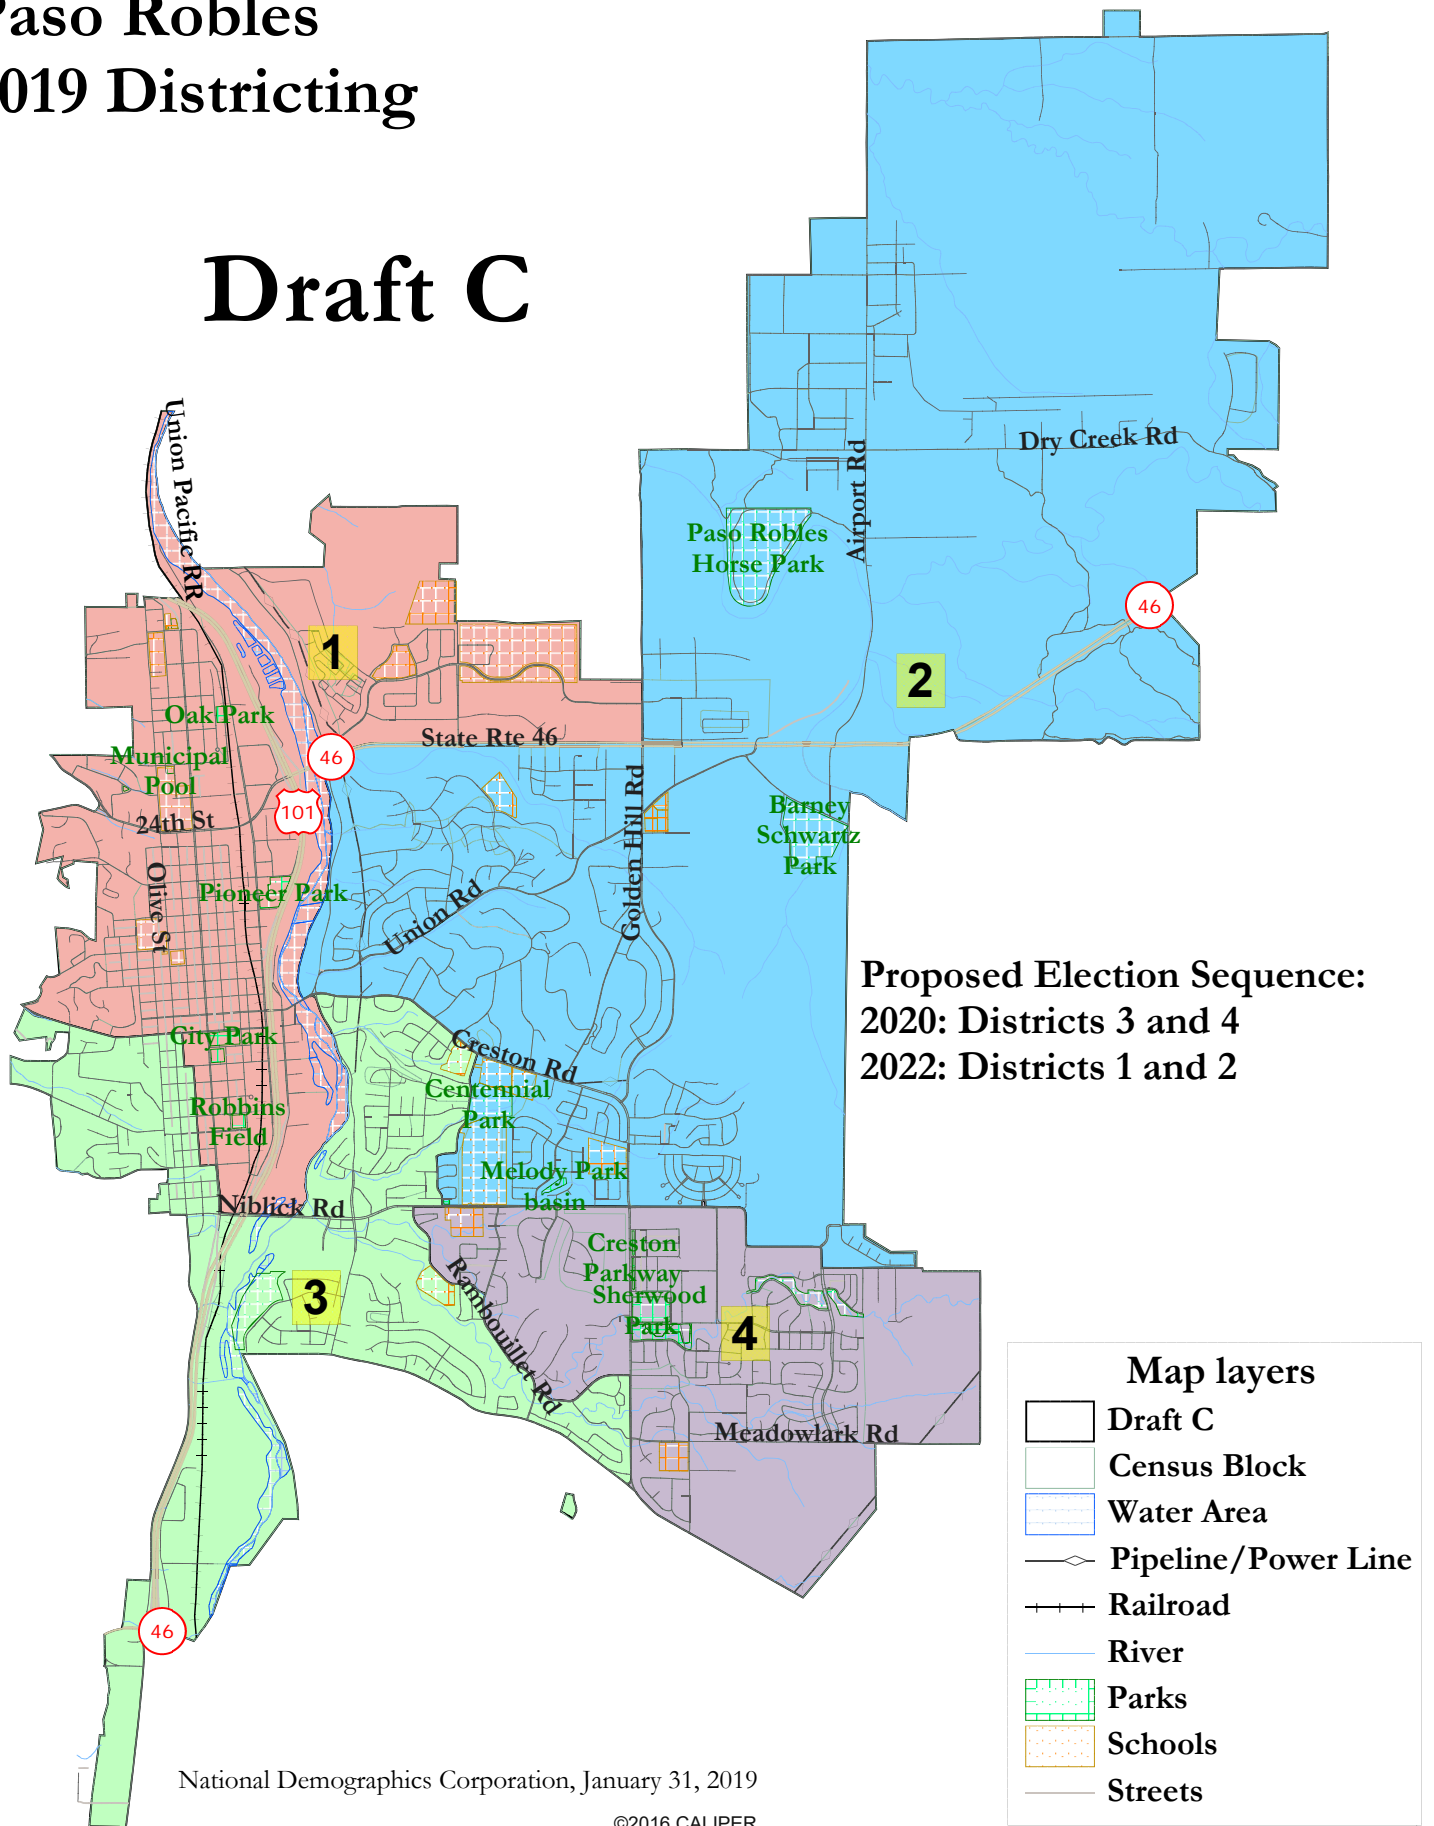 Paso Robles
2019 Districting
Draft C
Union Pacific RR
Dry Creek Rd
Airport Rd
Paso Robles
Horse Park
46
1
2
Oak Park
State Rte 46
46
Municipal
Pool
101
24th St
Golden Hill Rd
Barney
Schwartz
Park
Olive St
Pioneer Park
Union Rd
Proposed Election Sequence:
2020: Districts 3 and 4
2022: Districts 1 and 2
City Park
Creston Rd
Centennial
Park
Robbins
Field
Melody Park
basin
Niblick Rd
Creston
Parkway
Sherwood
Park
3
4
Rambouillet Rd
Meadowlark Rd
46
Map layers
Draft C
Census Block
Water Area
Pipeline/Power Line
Railroad
River
Parks
Schools
Streets
National Demographics Corporation, January 31, 2019
©2016 CALIPER